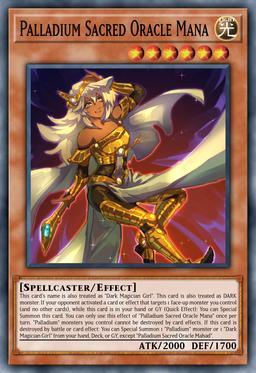 Palladium Sacred Oracle Mana
光
[Spellcaster/Effect]
This card's name is also treated as "Dark Magician Girl". This card is also treated as DARK
monster. If your opponent activated a card or effect that targets 1 face-up monster you control
(and no other cards), while this card is in your hand or GY (Quick Effect): You can Special
Summon this card. You can only use this effect of "Palladium Sacred Oracle Mana" once per
turn. "Palladium" monsters you control cannot be destroyed by card effects. If this card is
destroyed by battle or card effect: You can Special Summon 1 "Palladium" monster or 1 "Dark
Magician Girl" from your hand, Deck, or GY, except "Palladium Sacred Oracle Mahad"
ATK/2000 DEF/1700